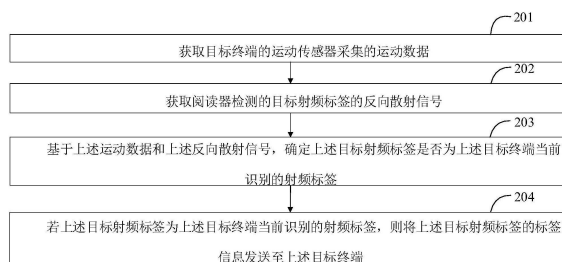 201
获取目标终端的运动传感器采集的运动数据
202
获取阅读器检测的目标射频标签的反向散射信号
203
基于上述运动数据和上述反向散射信号，确定上述目标射频标签是否为上述目标终端当前
识别的射频标签
204
若上述目标射频标签为上述目标终端当前识别的射频标签，则将上述目标射频标签的标签
信息发送至上述目标终端